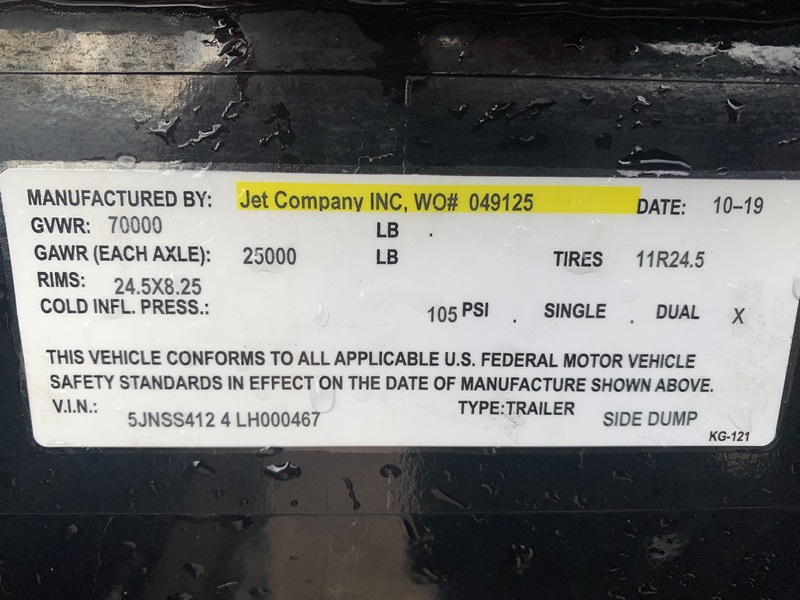 MANUFACTURED BY: Jet Company INC, WO# 049125 DATE: 10-19
GVWR: 70000 LB .
GAWR (EACH AXLE): 25000 LB TIRES 11R24.5
RIMS: 24.5X8.25
COLD INFL. PRESS.: 105 PSI . SINGLE . DUAL X
THIS VEHICLE CONFORMS TO ALL APPLICABLE U.S. FEDERAL MOTOR VEHICLE
SAFETY STANDARDS IN EFFECT ON THE DATE OF MANUFACTURE SHOWN ABOVE.
V.I.N.: 5JNSS412 4 LH000467 TYPE:TRAILER SIDE DUMP
KG-121